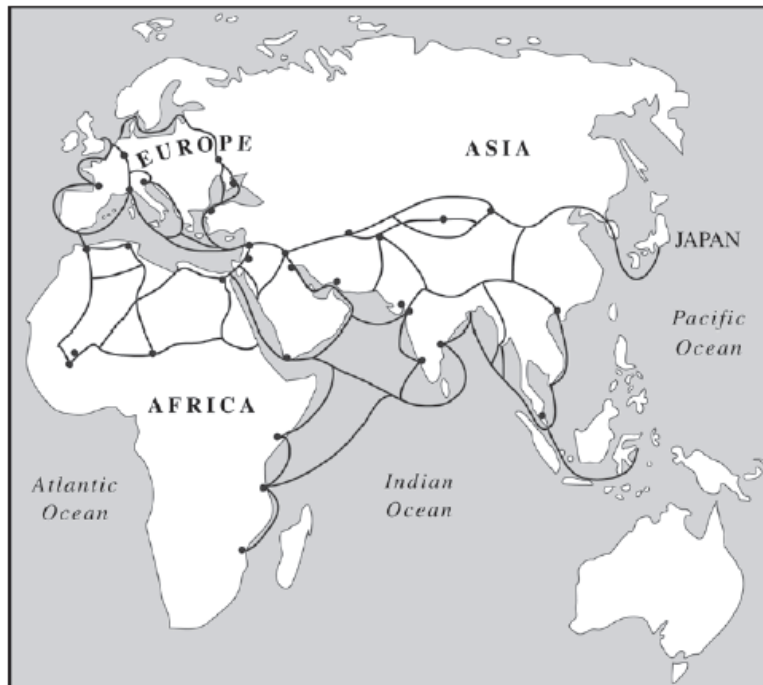 EUROPE
ASIA
JAPAN
Pacific
Ocean
AFRICA
Atlantic
Ocean
Indian
Ocean